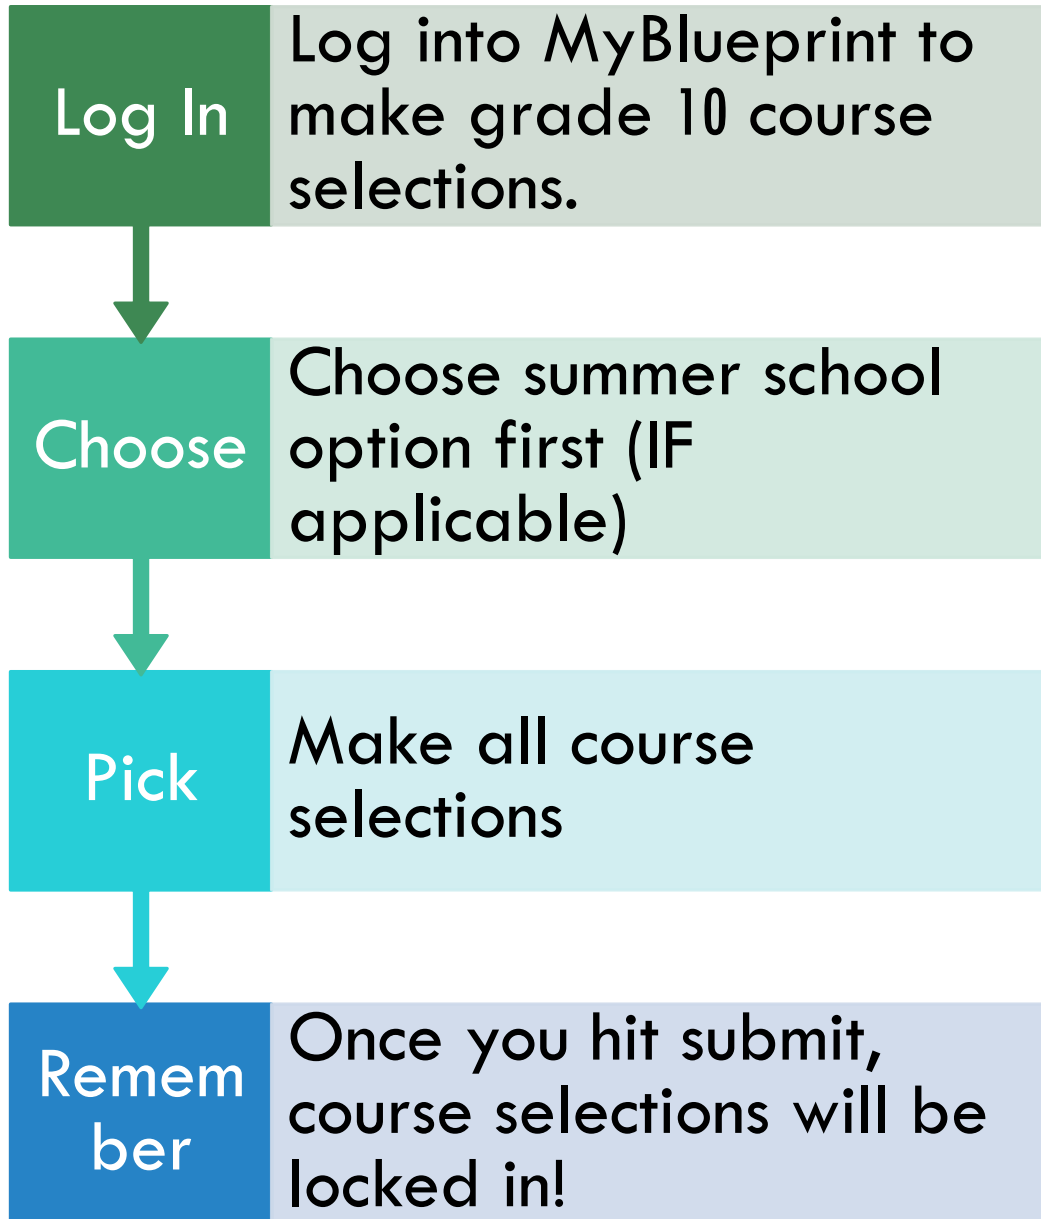 Log In
Log into MyBlueprint to
make grade 10 course
selections.
Choose
Choose summer school
option first (IF
applicable)
Pick
Make all course
selections
Remem
ber
Once you hit submit,
course selections will be
locked in!